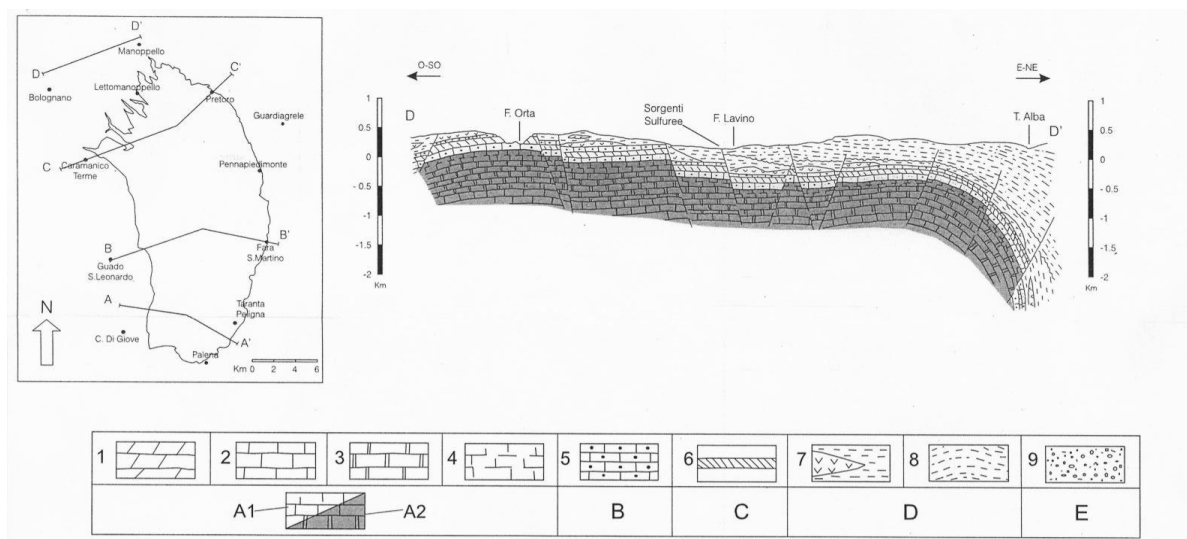 D'
Manoppello
D
C'
Lettomanoppello
Bolognano
Pretoro
Guardiagrele
C
Caramanico
Terme
Pennapiedimonte
B
B'
Guado
S.Leonardo
Fara
S.Martino
A
Taranta
Peligna
N
C. Di Giove
A'
Palena
Km 0 2 4 6
O-SO
E-NE
1
0.5
0
- 0.5
-1
-1.5
-2
Km
D
F. Orta
Sorgenti
Sulfuree
F. Lavino
T. Alba
D'
1
0.5
0
- 0.5
-1
-1.5
-2
Km
1 2 3 4 5 6 7 8 9
A1 A2 B C D E